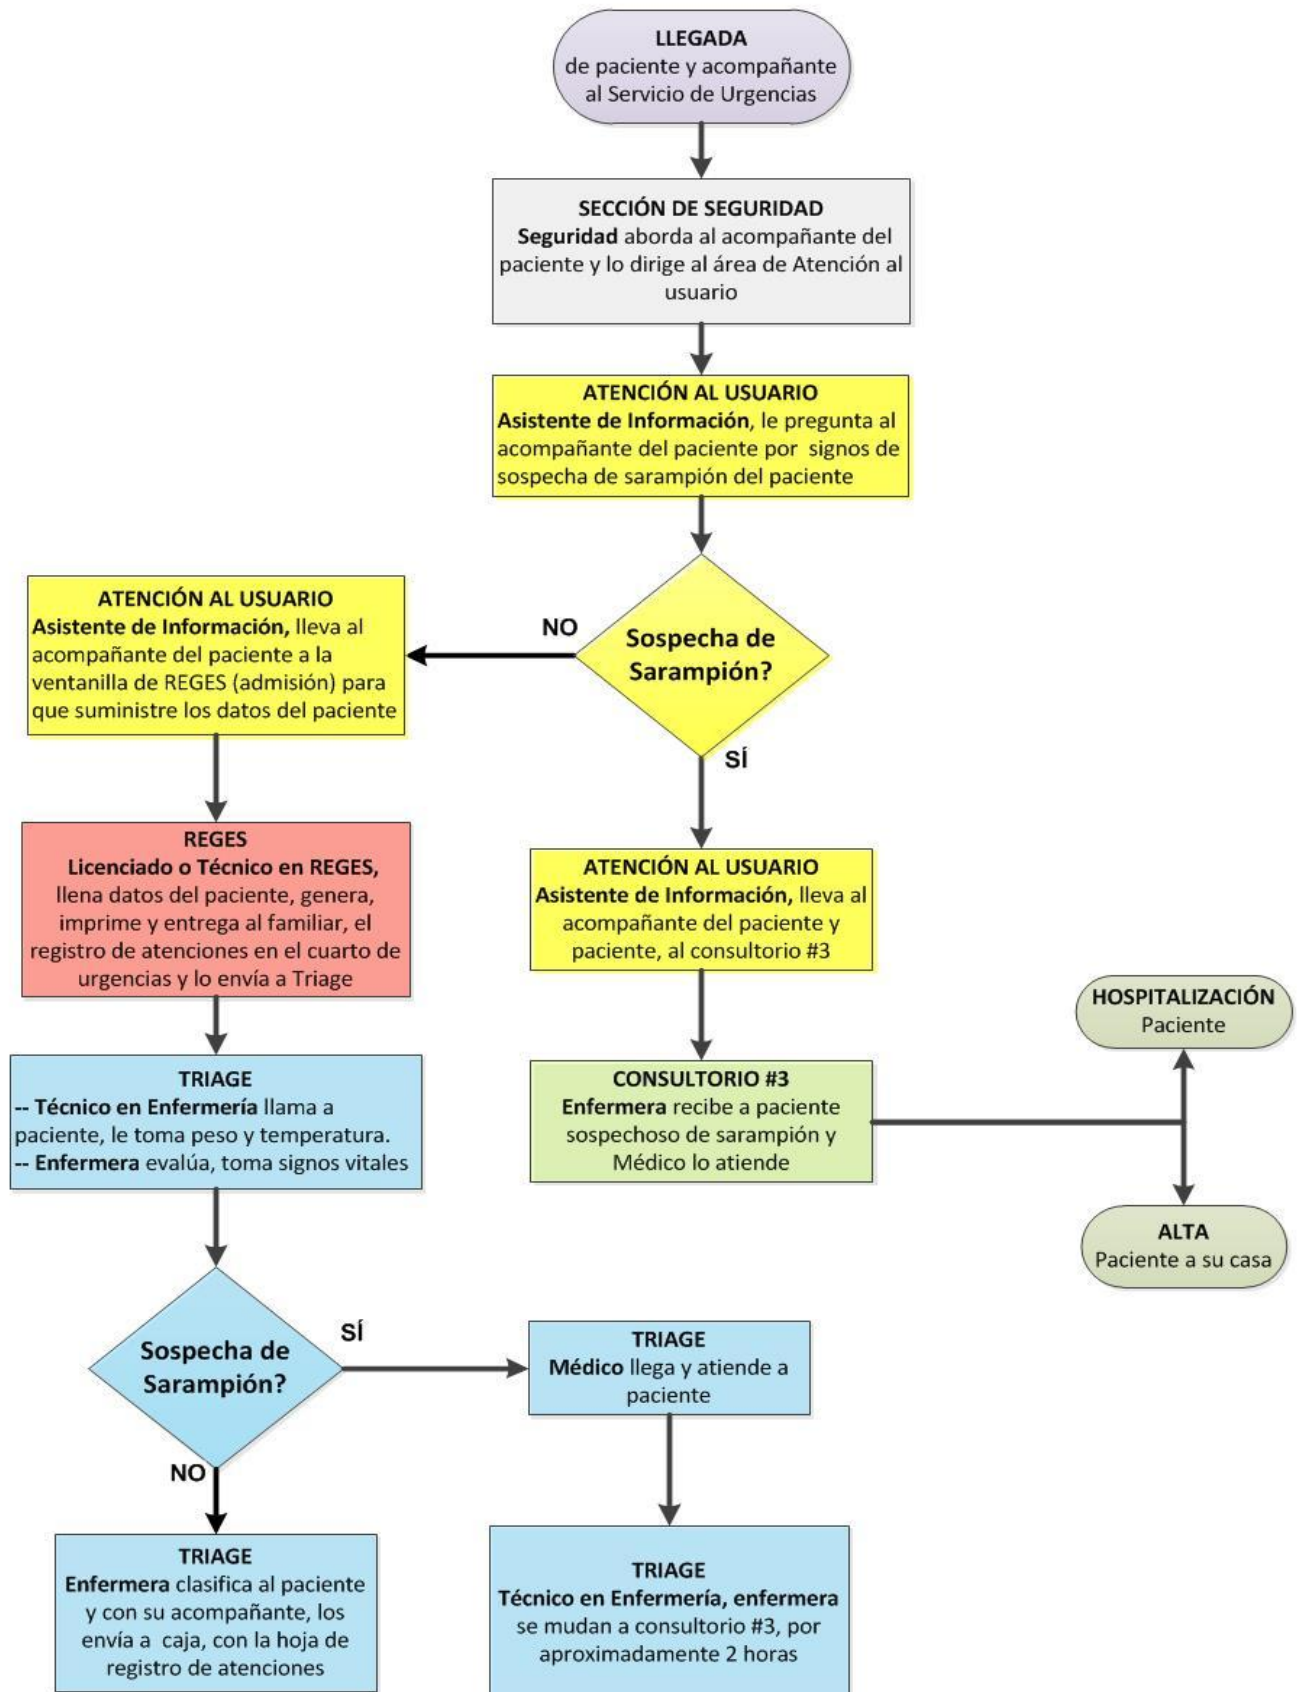 LLEGADA
de paciente y acompañante
al Servicio de Urgencias
SECCIÓN DE SEGURIDAD
Seguridad aborda al acompañante del
paciente y lo dirige al área de Atención al
usuario
ATENCIÓN AL USUARIO
Asistente de Información, le pregunta al
acompañante del paciente por signos de
sospecha de sarampión del paciente
Sospecha de
Sarampión?
NO
ATENCIÓN AL USUARIO
Asistente de Información, lleva al
acompañante del paciente a la
ventanilla de REGES (admisión) para
que suministre los datos del paciente
SÍ
REGES
Licenciado o Técnico en REGES,
llena datos del paciente, genera,
imprime y entrega al familiar, el
registro de atenciones en el cuarto de
urgencias y lo envía a Triage
ATENCIÓN AL USUARIO
Asistente de Información, lleva al
acompañante del paciente y
paciente, al consultorio #3
HOSPITALIZACIÓN
Paciente
TRIAGE
-- Técnico en Enfermería llama a
paciente, le toma peso y temperatura.
-- Enfermera evalúa, toma signos vitales
CONSULTORIO #3
Enfermera recibe a paciente
sospechoso de sarampión y
Médico lo atiende
ALTA
Paciente a su casa
Sospecha de
Sarampión?
SÍ
TRIAGE
Médico llega y atiende a
paciente
NO
TRIAGE
Enfermera clasifica al paciente
y con su acompañante, los
envía a caja, con la hoja de
registro de atenciones
TRIAGE
Técnico en Enfermería, enfermera
se mudan a consultorio #3, por
aproximadamente 2 horas